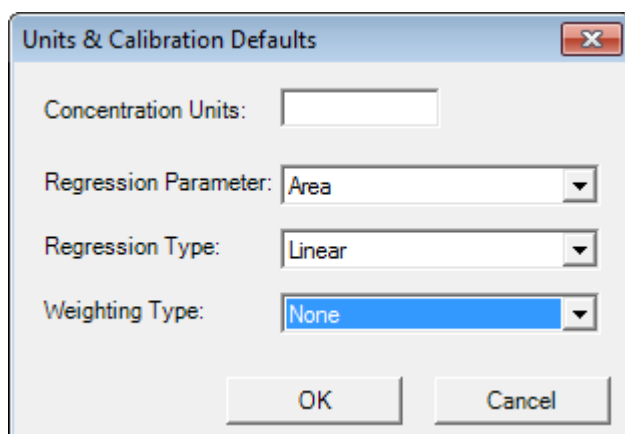 Units & Calibration Defaults
Concentration Units:
Regression Parameter: Area
Regression Type: Linear
Weighting Type: None
OK Cancel